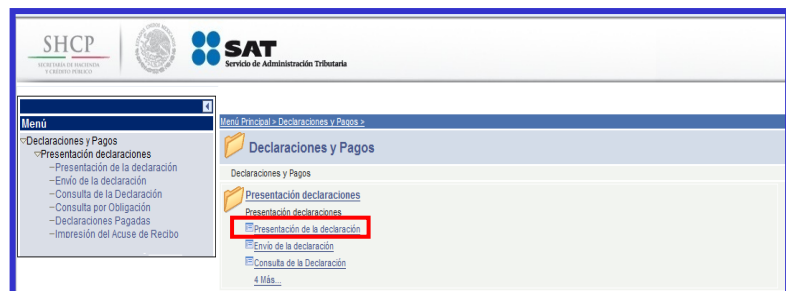 SHCP
SECRETARÍA DE HACIENDA
Y CRÉDITO PÚBLICO
SAT
Servicio de Administración Tributaria
Menú
Declaraciones y Pagos
Presentación declaraciones
−Presentación de la declaración
−Envío de la declaración
−Consulta de la Declaración
−Consulta por Obligación
−Declaraciones Pagadas
−Impresión del Acuse de Recibo
Menú Principal > Declaraciones y Pagos >
Declaraciones y Pagos
Declaraciones y Pagos
Presentación declaraciones
Presentación declaraciones
Presentación de la declaración
Envío de la declaración
Consulta de la Declaración
4 Más...